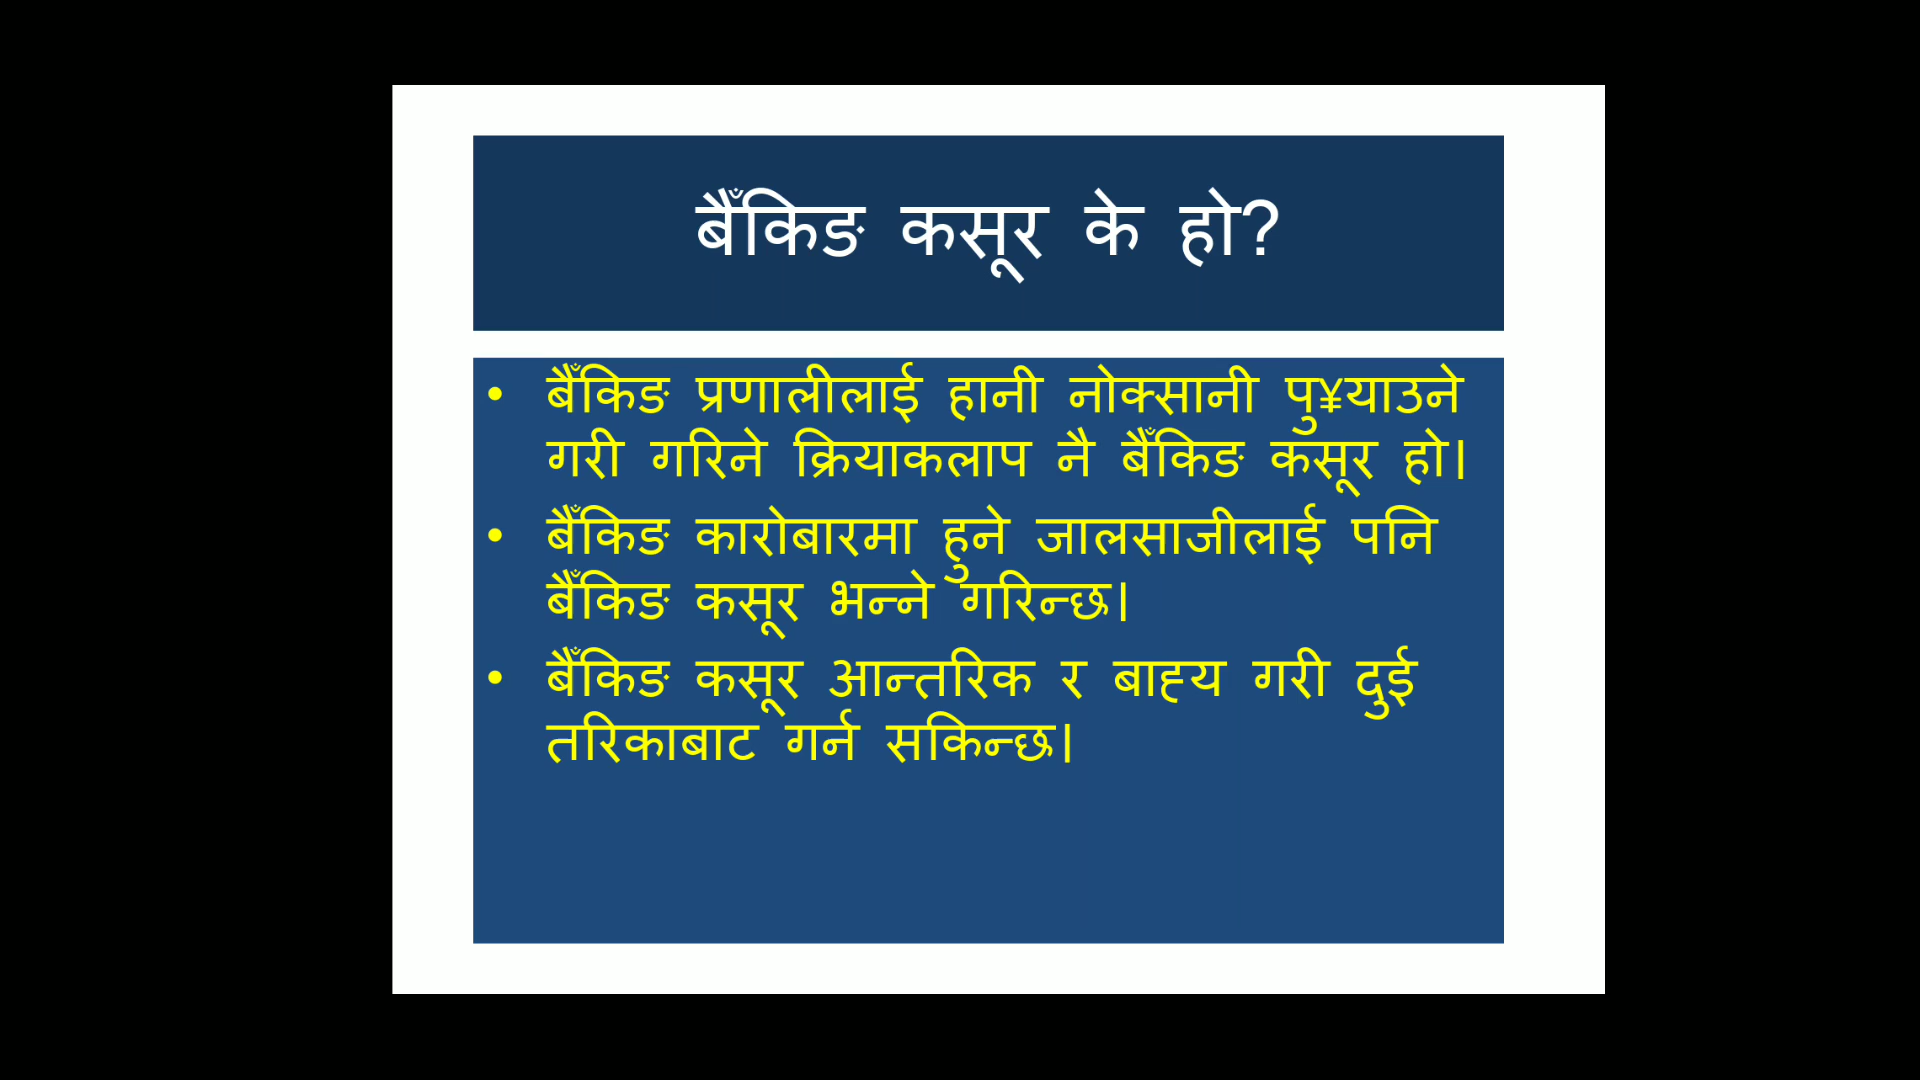 बैँकिङ कसूर के हो?
• बैँकिङ प्रणालीलाई हानी नोक्सानी पु¥याउने
गरी गरिने क्रियाकलाप नै बैँकिङ कसूर हो।
• बैँकिङ कारोबारमा हुने जालसाजीलाई पनि
बैँकिङ कसूर भन्ने गरिन्छ।
• बैँकिङ कसूर आन्तरिक र बाह्य गरी दुई
तरिकाबाट गर्न सकिन्छ।